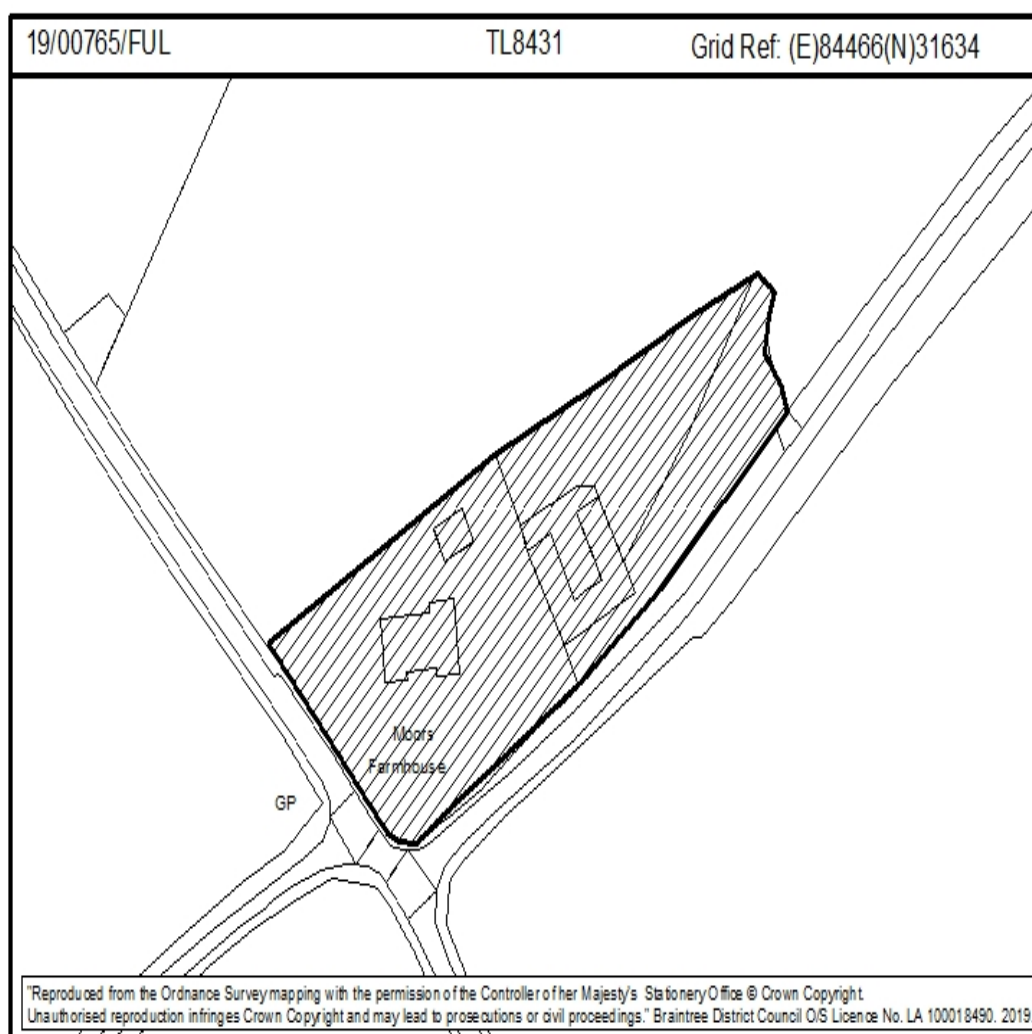 19/00765/FUL TL8431 Grid Ref: (E)84466(N)31634
Moors
Farmhouse
GP
"Reproduced from the Ordnance Survey mapping with the permission of the Controller of her Majesty's Stationery Office © Crown Copyright.
Unauthorised reproduction infringes Crown Copyright and may lead to prosecutions or civil proceedings." Braintree District Council O/S Licence No. LA 100018490. 2019